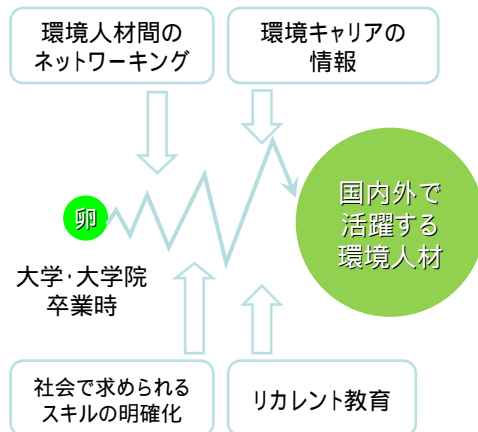 環境人材間の
ネットワーキング
環境キャリアの
情報
卵
国内外で
活躍する
環境人材
大学・大学院
卒業時
社会で求められる
スキルの明確化
リカレント教育